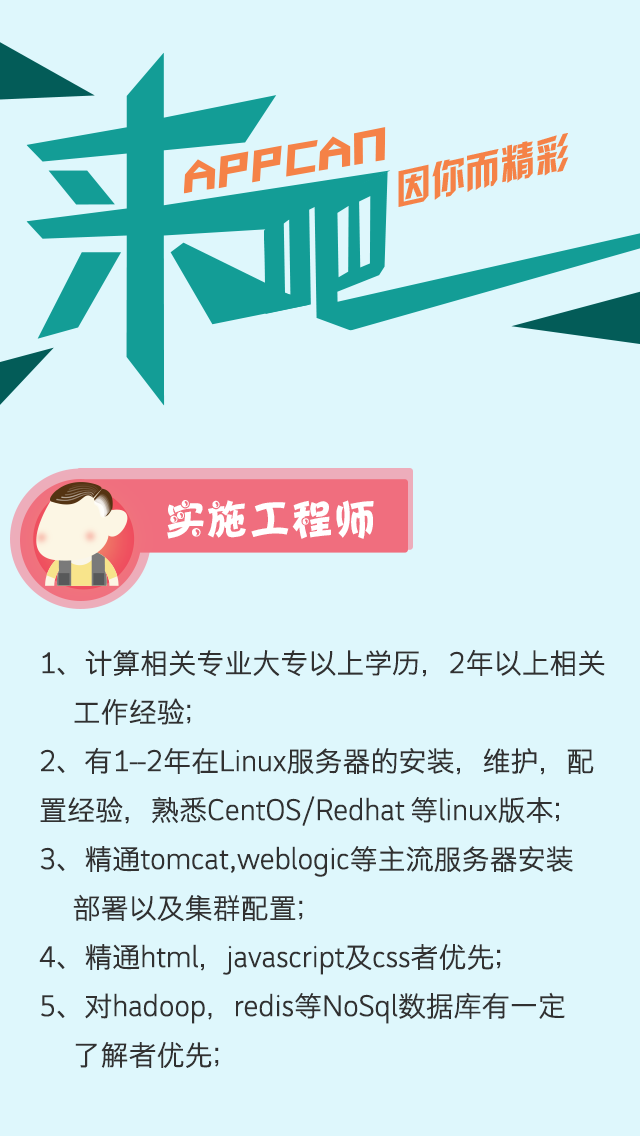 来吧
APPCAN
因你而精彩
实施工程师
1、计算相关专业大专以上学历，2年以上相关
工作经验;
2、有1--2年在Linux服务器的安装，维护，配
置经验，熟悉CentOS/Redhat 等linux版本;
3、精通tomcat,weblogic等主流服务器安装
部署以及集群配置;
4、精通html，javascript及css者优先;
5、对hadoop，redis等NoSql数据库有一定
了解者优先;